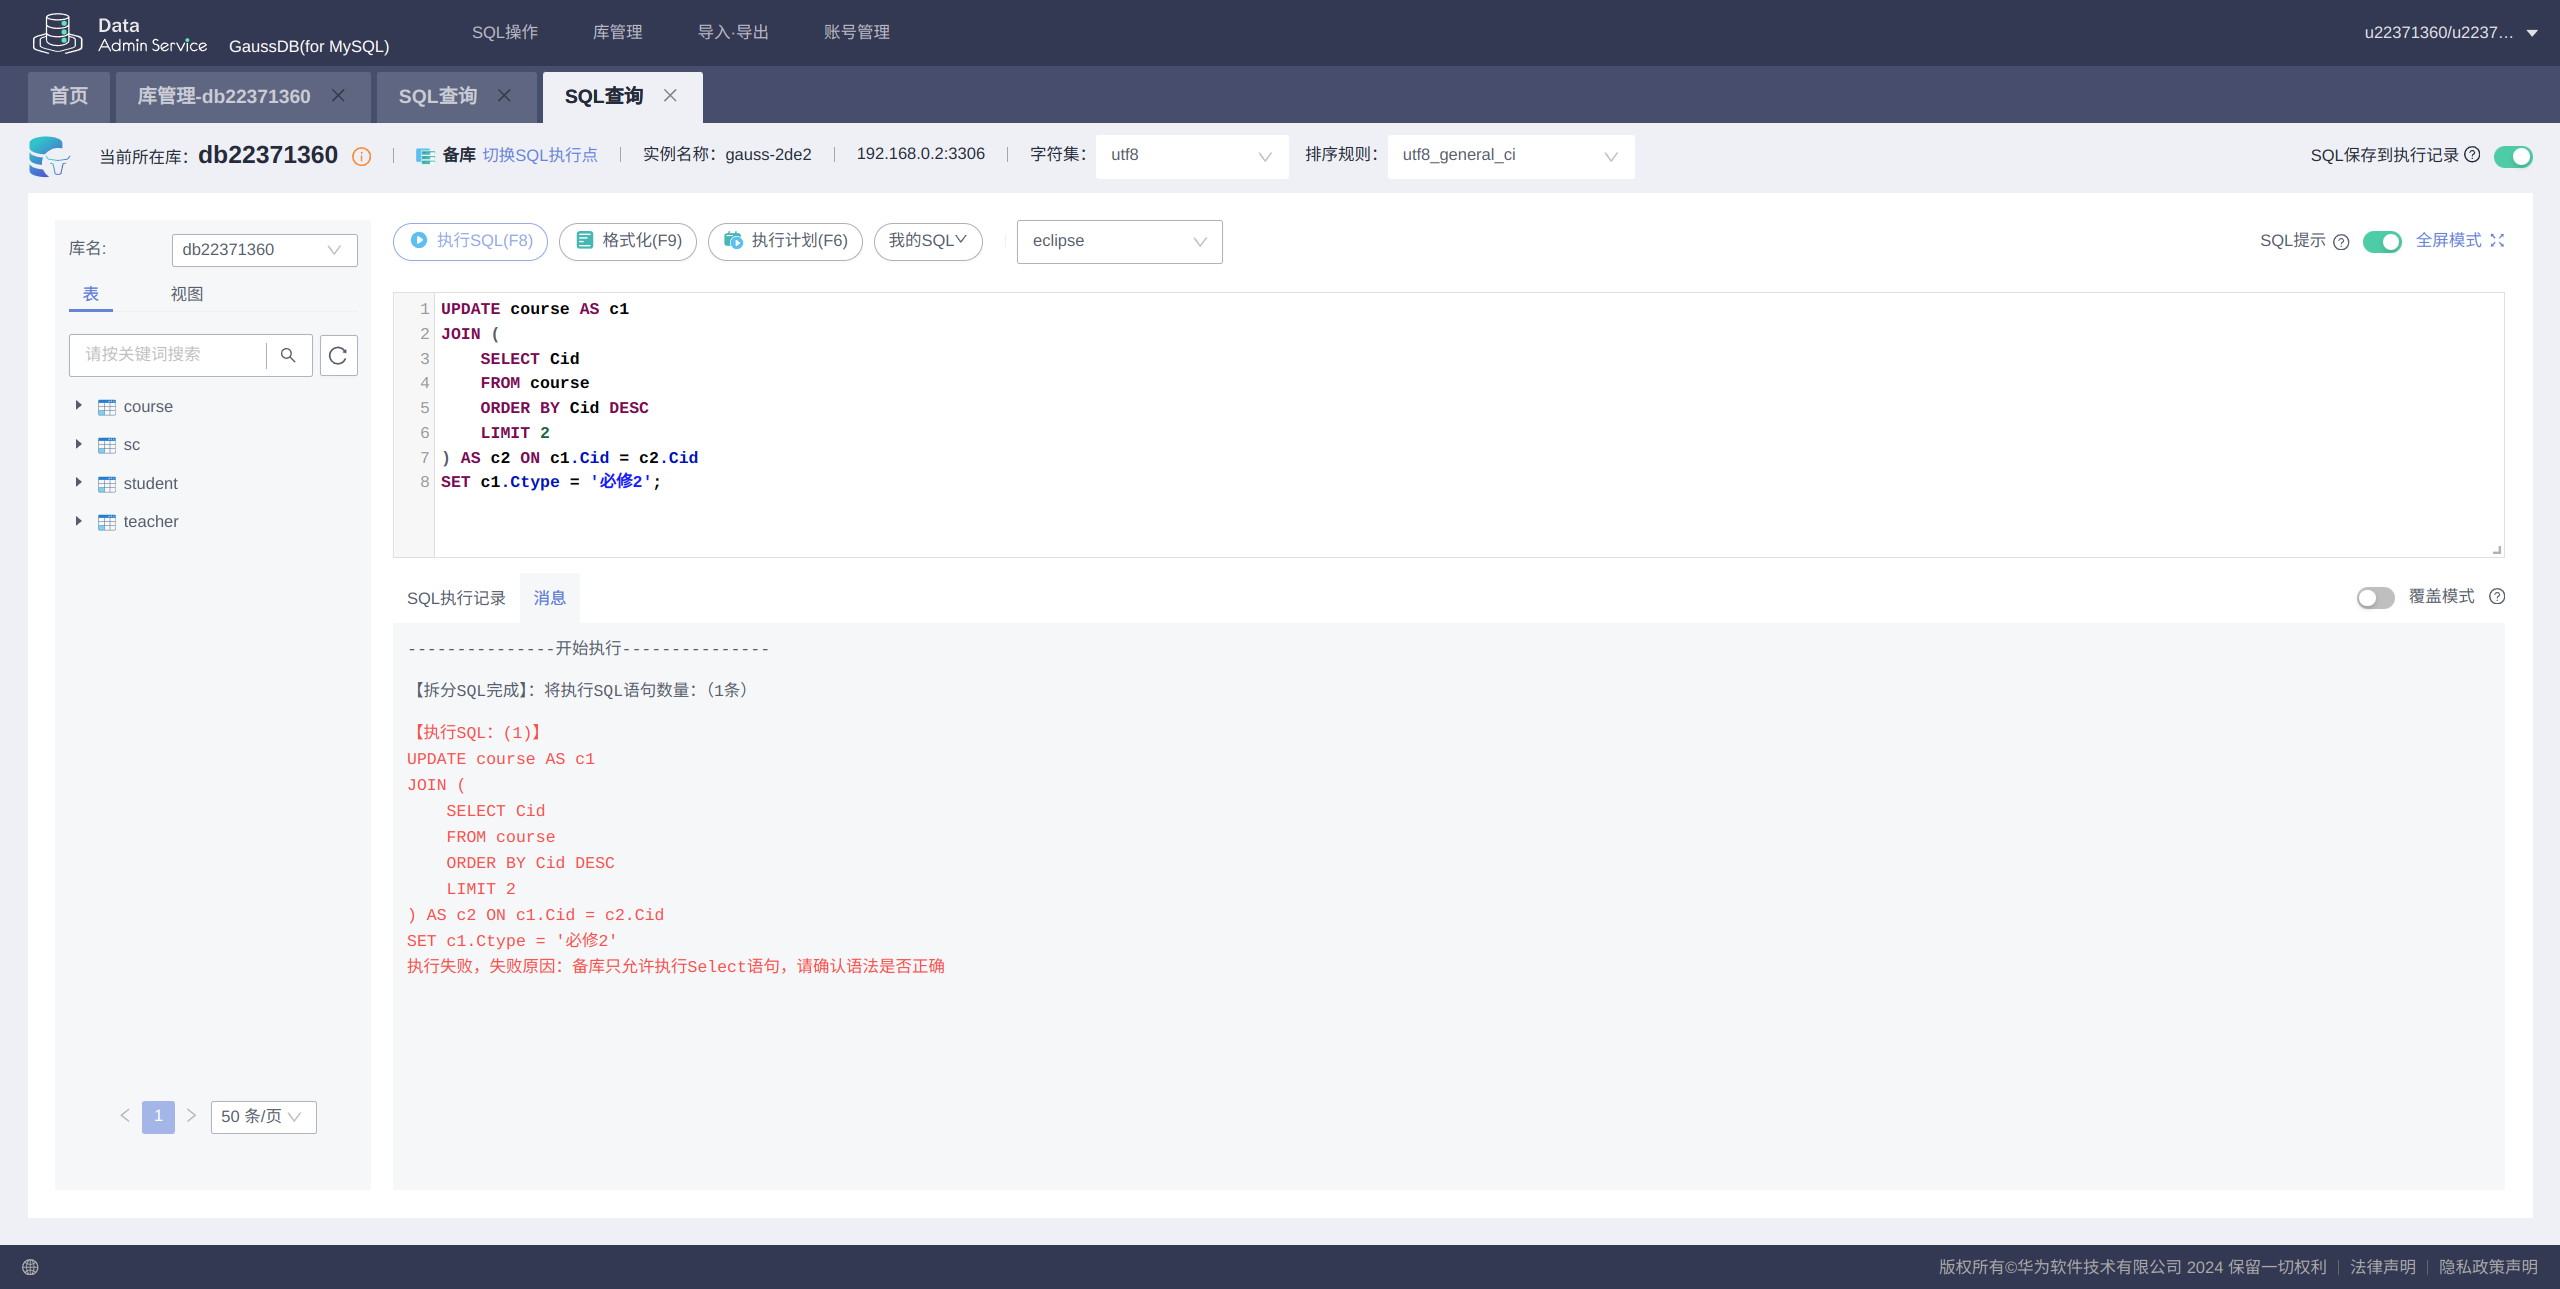 Data
Admin Service GaussDB(for MySQL) SQL操作 库管理 导入·导出 账号管理 u22371360/u2237...
首页 库管理-db22371360 SQL查询 SQL查询
当前所在库：db22371360 备库 切换SQL执行点 实例名称：gauss-2de2 192.168.0.2:3306 字符集： utf8 排序规则： utf8_general_ci SQL保存到执行记录
库名: db22371360
执行SQL(F8) 格式化(F9) 执行计划(F6) 我的SQL eclipse SQL提示 全屏模式
表 视图
请按关键词搜索
course
sc
student
teacher
1 UPDATE course AS c1
2 JOIN (
3     SELECT Cid
4     FROM course
5     ORDER BY Cid DESC
6     LIMIT 2
7 ) AS c2 ON c1.Cid = c2.Cid
8 SET c1.Ctype = '必修2';
SQL执行记录 消息 覆盖模式
---------------开始执行---------------
【拆分SQL完成】：将执行SQL语句数量：（1条）
【执行SQL：(1)】
UPDATE course AS c1
JOIN (
    SELECT Cid
    FROM course
    ORDER BY Cid DESC
    LIMIT 2
) AS c2 ON c1.Cid = c2.Cid
SET c1.Ctype = '必修2'
执行失败，失败原因：备库只允许执行Select语句，请确认语法是否正确
< 1 > 50 条/页
版权所有©华为软件技术有限公司 2024 保留一切权利 | 法律声明 | 隐私政策声明